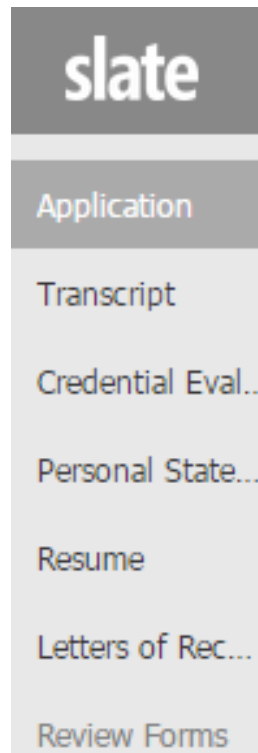 slate
Application
Transcript
Credential Eval...
Personal State...
Resume
Letters of Rec...
Review Forms